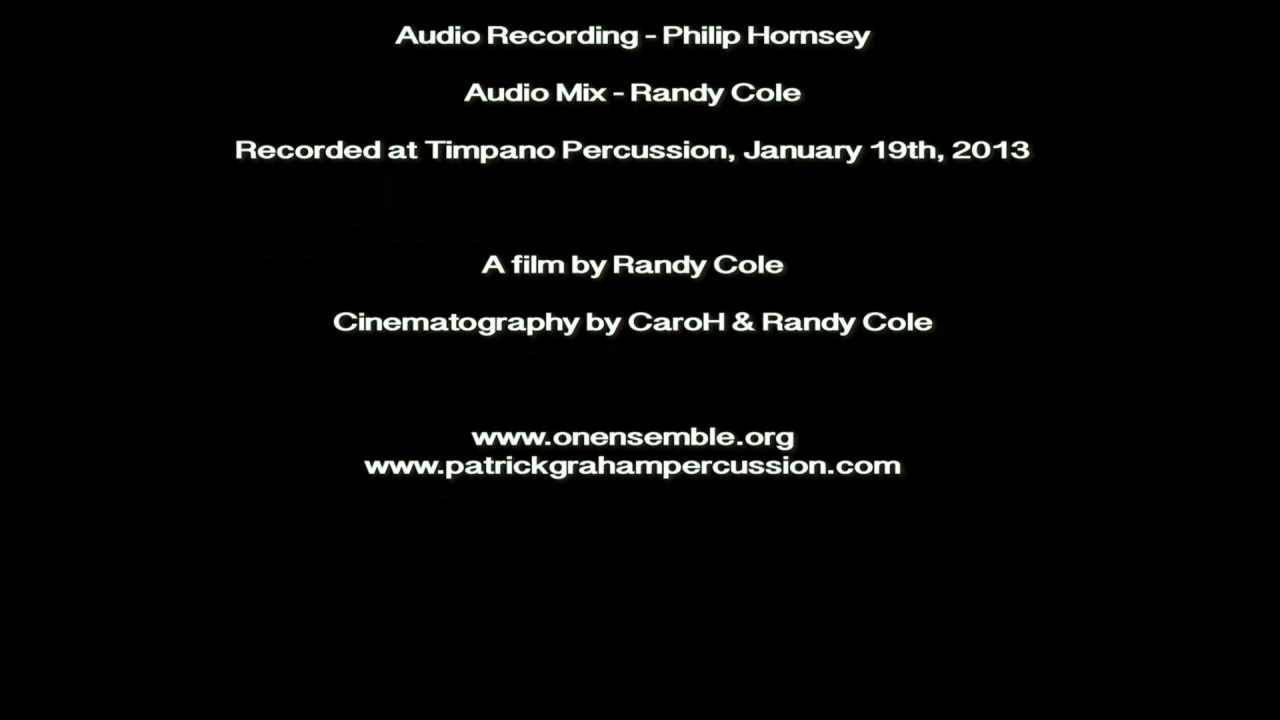 Audio Recording - Philip Hornsey
Audio Mix - Randy Cole
Recorded at Timpano Percussion, January 19th, 2013
A film by Randy Cole
Cinematography by CaroH & Randy Cole
www.onensemble.org
www.patrickgrahampercussion.com